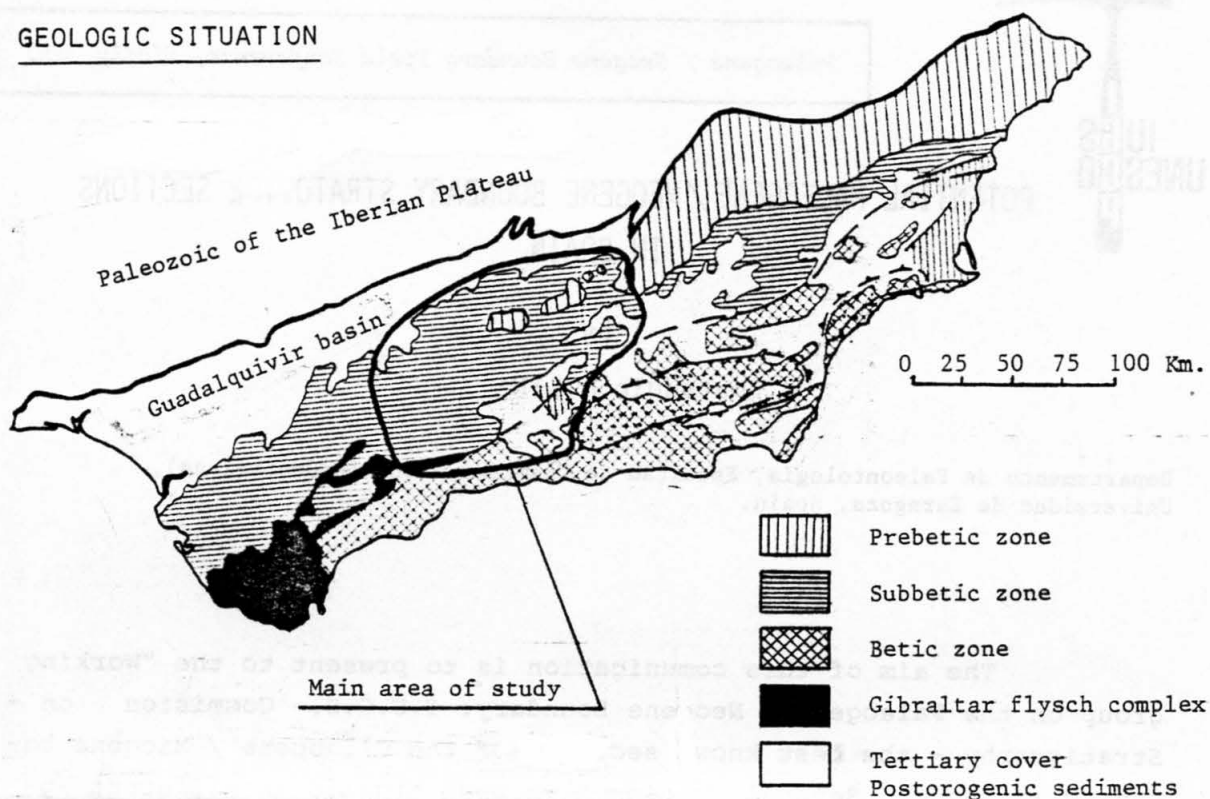 GEOLOGIC SITUATION
Paleozoic of the Iberian Plateau
Guadalquivir basin
0 25 50 75 100 Km.
Prebetic zone
Subbetic zone
Betic zone
Main area of study
Gibraltar flysch complex
Tertiary cover
Postorogenic sediments